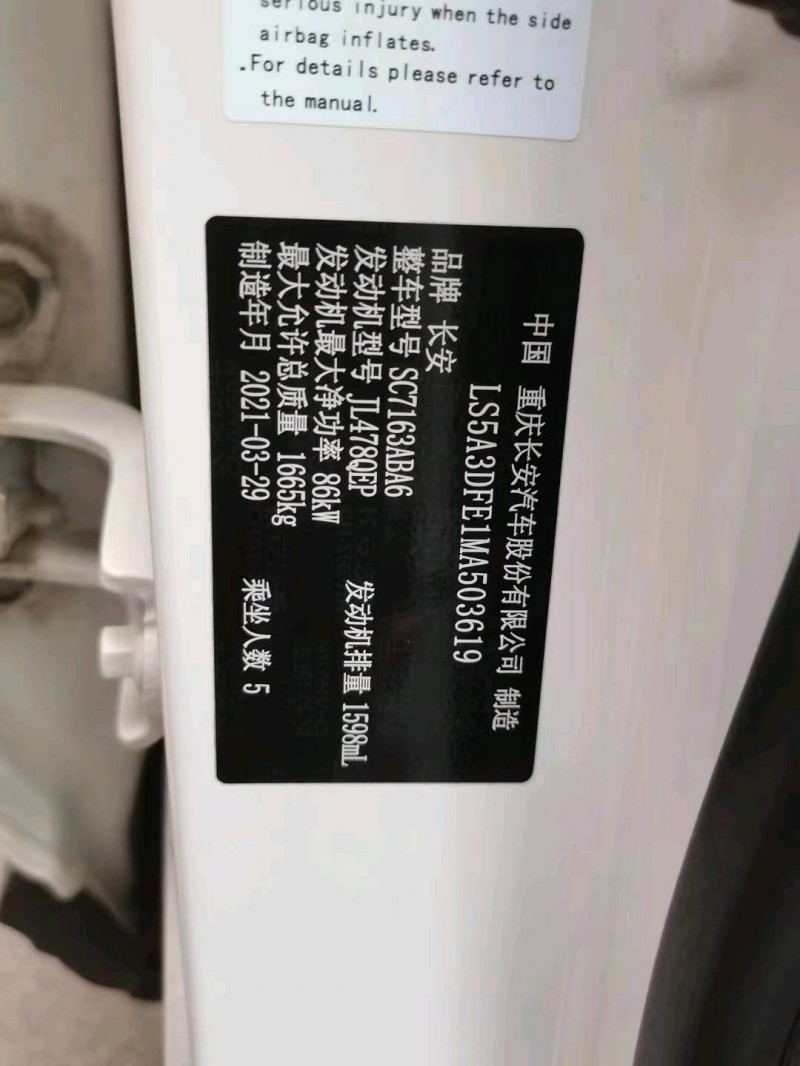 serious injury when the side
airbag inflates.
.For details please refer to
the manual.
中国 重庆长安汽车股份有限公司 制造
LS5A3DFE1MA503619
品牌 长安
整车型号 SC7163ABA6
发动机型号 JL478QEP 发动机排量 1598mL
发动机最大净功率 86kW
最大允许总质量 1665kg
制造年月 2021-03-29 乘坐人数 5